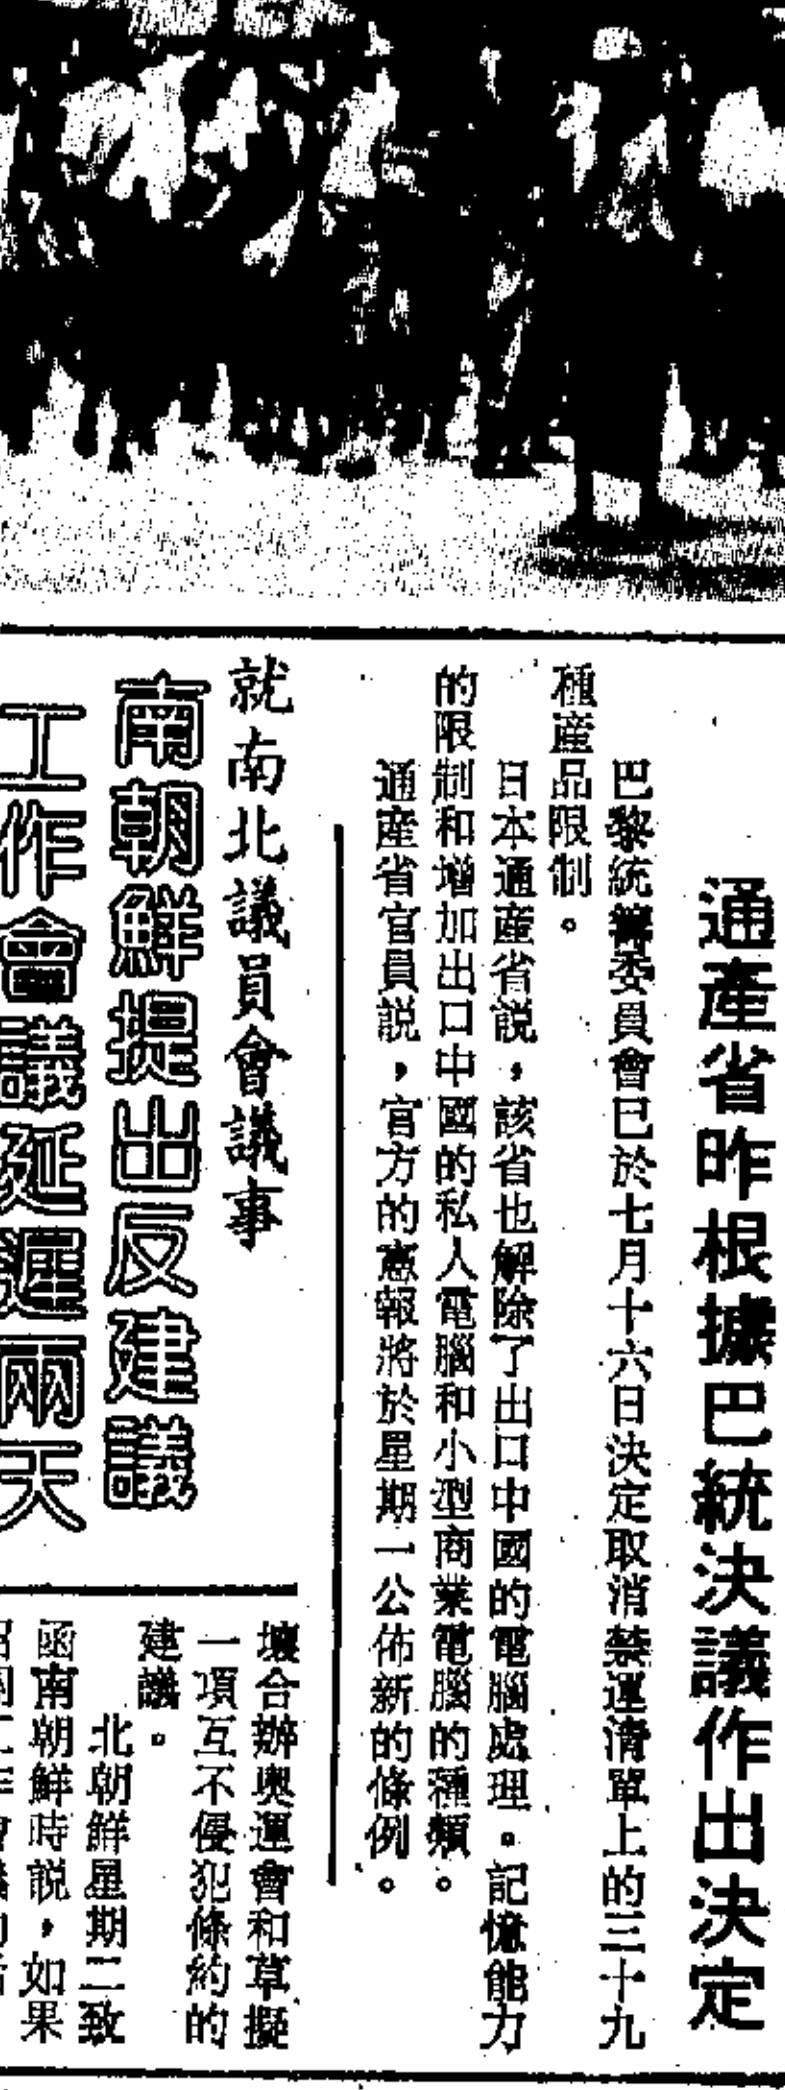 通產省昨根據巴統決議作出決定
巴黎統籌委員會已於七月十六日決定取消禁運清單上的三十九
種產品限制。
日本通產省説，該省也解除了出口中國的電腦處理。記憶能力
的限制和增加出口中國的私人電腦和小型商業電腦的種類。
通產省官員説，官方的憲報將於星期一公佈新的條例。
就南北議員會議事
南朝鮮提出反建議
工作會議延遲兩天
壤合辦奧運會和草擬
一項互不侵犯條約的
建議。
北朝鮮星期二致
函南朝鮮時説，如果